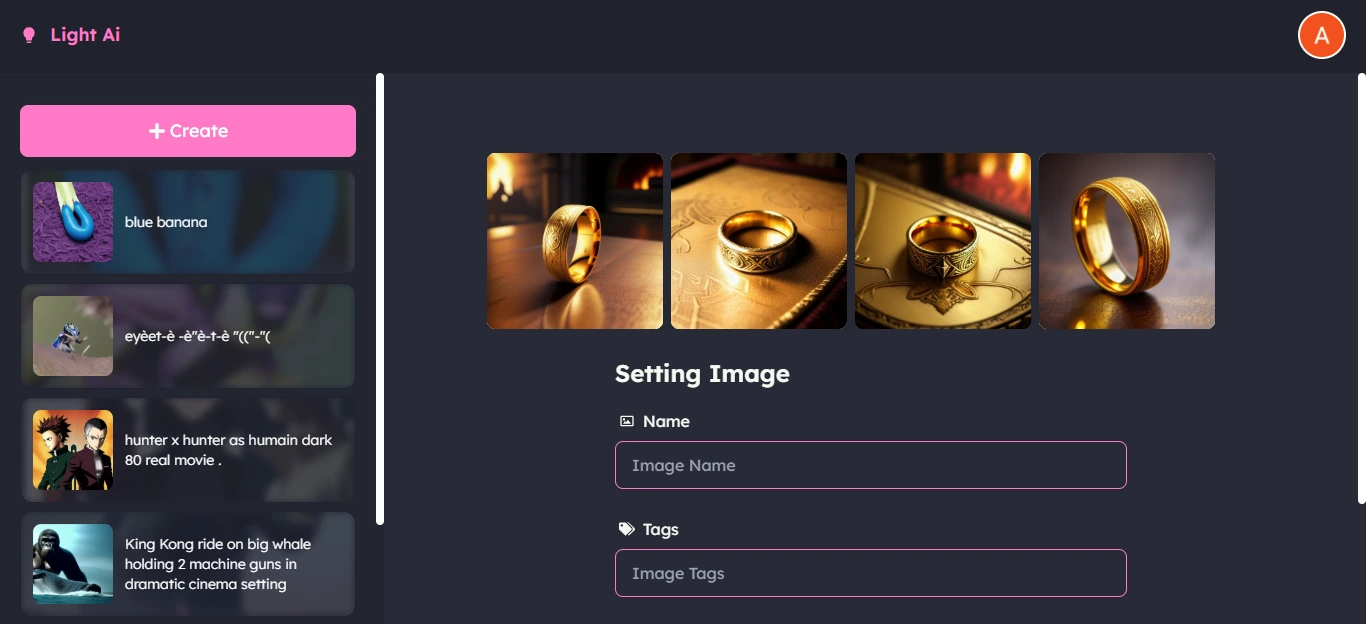 Light Ai
A
Create
blue banana
eyèet-è -è"è-t-è "(("-"(
hunter x hunter as humain dark
80 real movie .
King Kong ride on big whale
holding 2 machine guns in
dramatic cinema setting
Setting Image
Name
Image Name
Tags
Image Tags